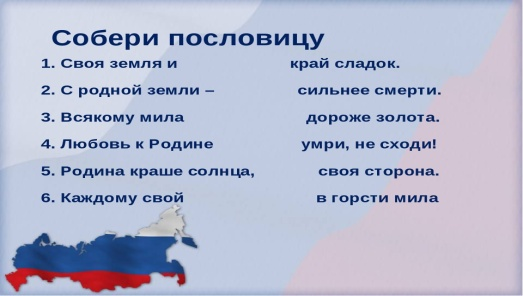 Собери пословицу
1. Своя земля и край сладок.
2. С родной земли – сильнее смерти.
3. Всякому мила дороже золота.
4. Любовь к Родине умри, не сходи!
5. Родина краше солнца, своя сторона.
6. Каждому свой в горсти мила